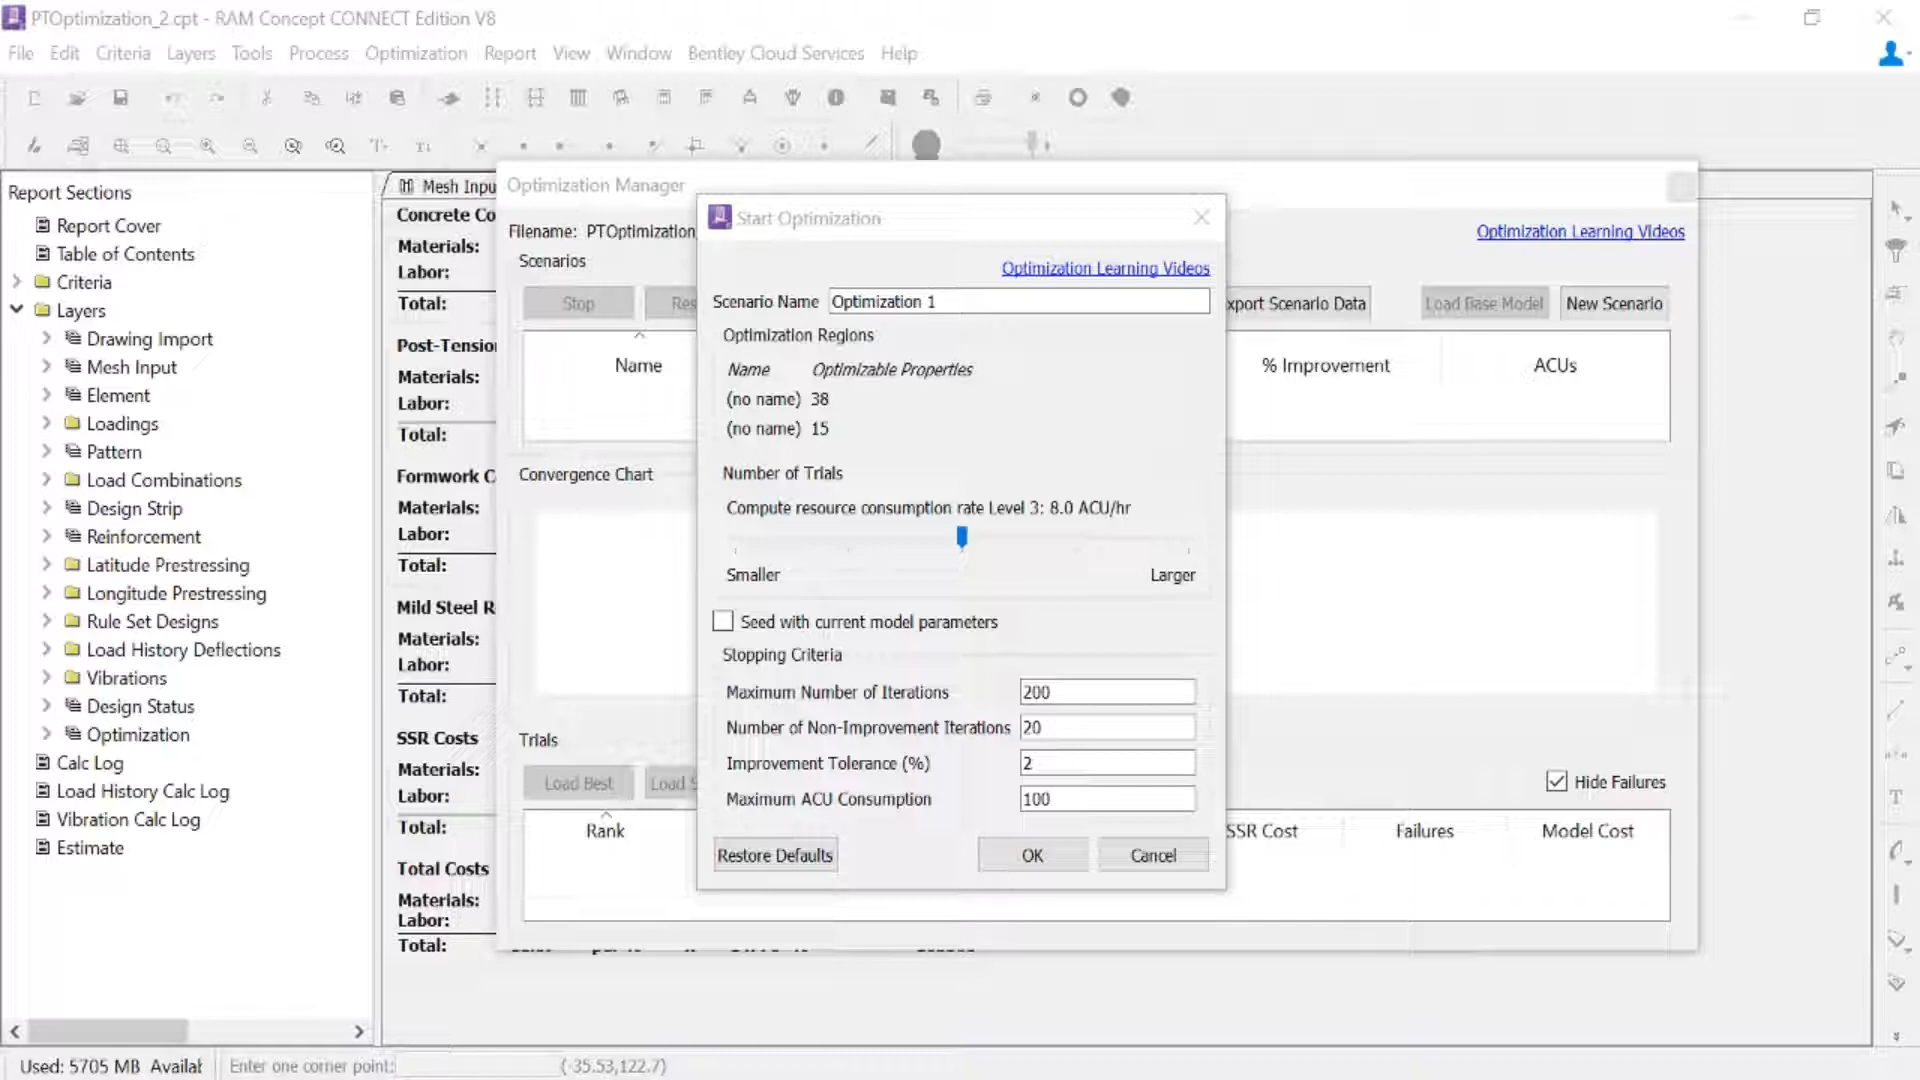 PTOptimization_2.cpt - RAM Concept CONNECT Edition V8
File Edit Criteria Layers Tools Process Optimization Report View Window Bentley Cloud Services Help
Report Sections
Report Cover
Table of Contents
Criteria
Layers
Drawing Import
Mesh Input
Element
Loadings
Pattern
Load Combinations
Design Strip
Reinforcement
Latitude Prestressing
Longitude Prestressing
Rule Set Designs
Load History Deflections
Vibrations
Design Status
Optimization
Calc Log
Load History Calc Log
Vibration Calc Log
Estimate
Mesh Inpu
Concrete Co
Materials:
Labor:
Total:
Post-Tension
Materials:
Labor:
Total:
Formwork C
Materials:
Labor:
Total:
Mild Steel R
Materials:
Labor:
Total:
SSR Costs
Materials:
Labor:
Total:
Total Costs
Materials:
Labor:
Total:
Optimization Manager
Filename: PTOptimization
Optimization Learning Videos
Scenarios
Stop Res xport Scenario Data Load Base Model New Scenario
Name % Improvement ACUs
Convergence Chart
Trials
Load Best Load S Hide Failures
Rank SSR Cost Failures Model Cost
Start Optimization
Optimization Learning Videos
Scenario Name Optimization 1
Optimization Regions
Name Optimizable Properties
(no name) 38
(no name) 15
Number of Trials
Compute resource consumption rate Level 3: 8.0 ACU/hr
Smaller Larger
Seed with current model parameters
Stopping Criteria
Maximum Number of Iterations 200
Number of Non-Improvement Iterations 20
Improvement Tolerance (%) 2
Maximum ACU Consumption 100
Restore Defaults OK Cancel
Used: 5705 MB Availal Enter one corner point: (-35.53,122.7)